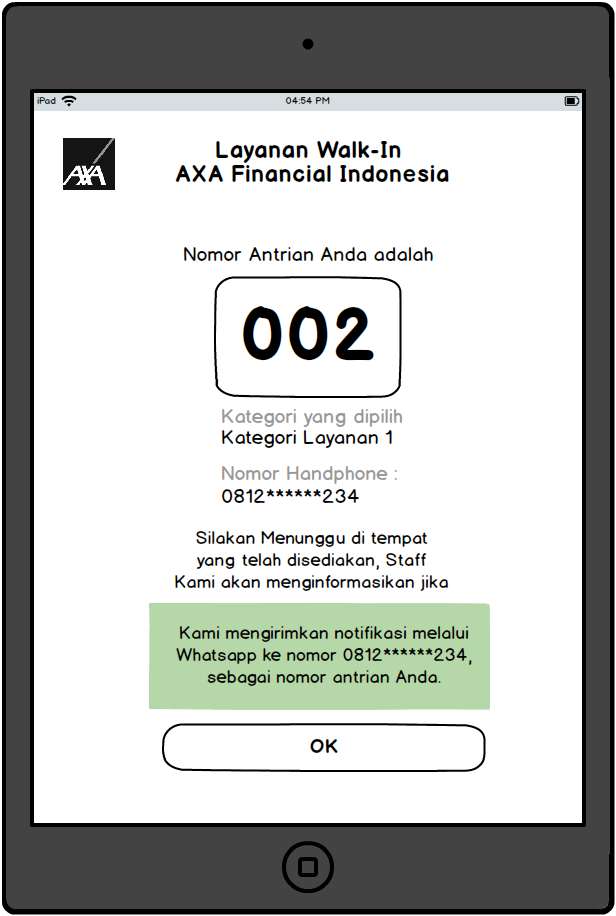 iPad
04:54 PM
AXA
Layanan Walk-In
AXA Financial Indonesia
Nomor Antrian Anda adalah
002
Kategori yang dipilih
Kategori Layanan 1
Nomor Handphone :
0812******234
Silakan Menunggu di tempat
yang telah disediakan, Staff
Kami akan menginformasikan jika
Kami mengirimkan notifikasi melalui
Whatsapp ke nomor 0812******234,
sebagai nomor antrian Anda.
OK